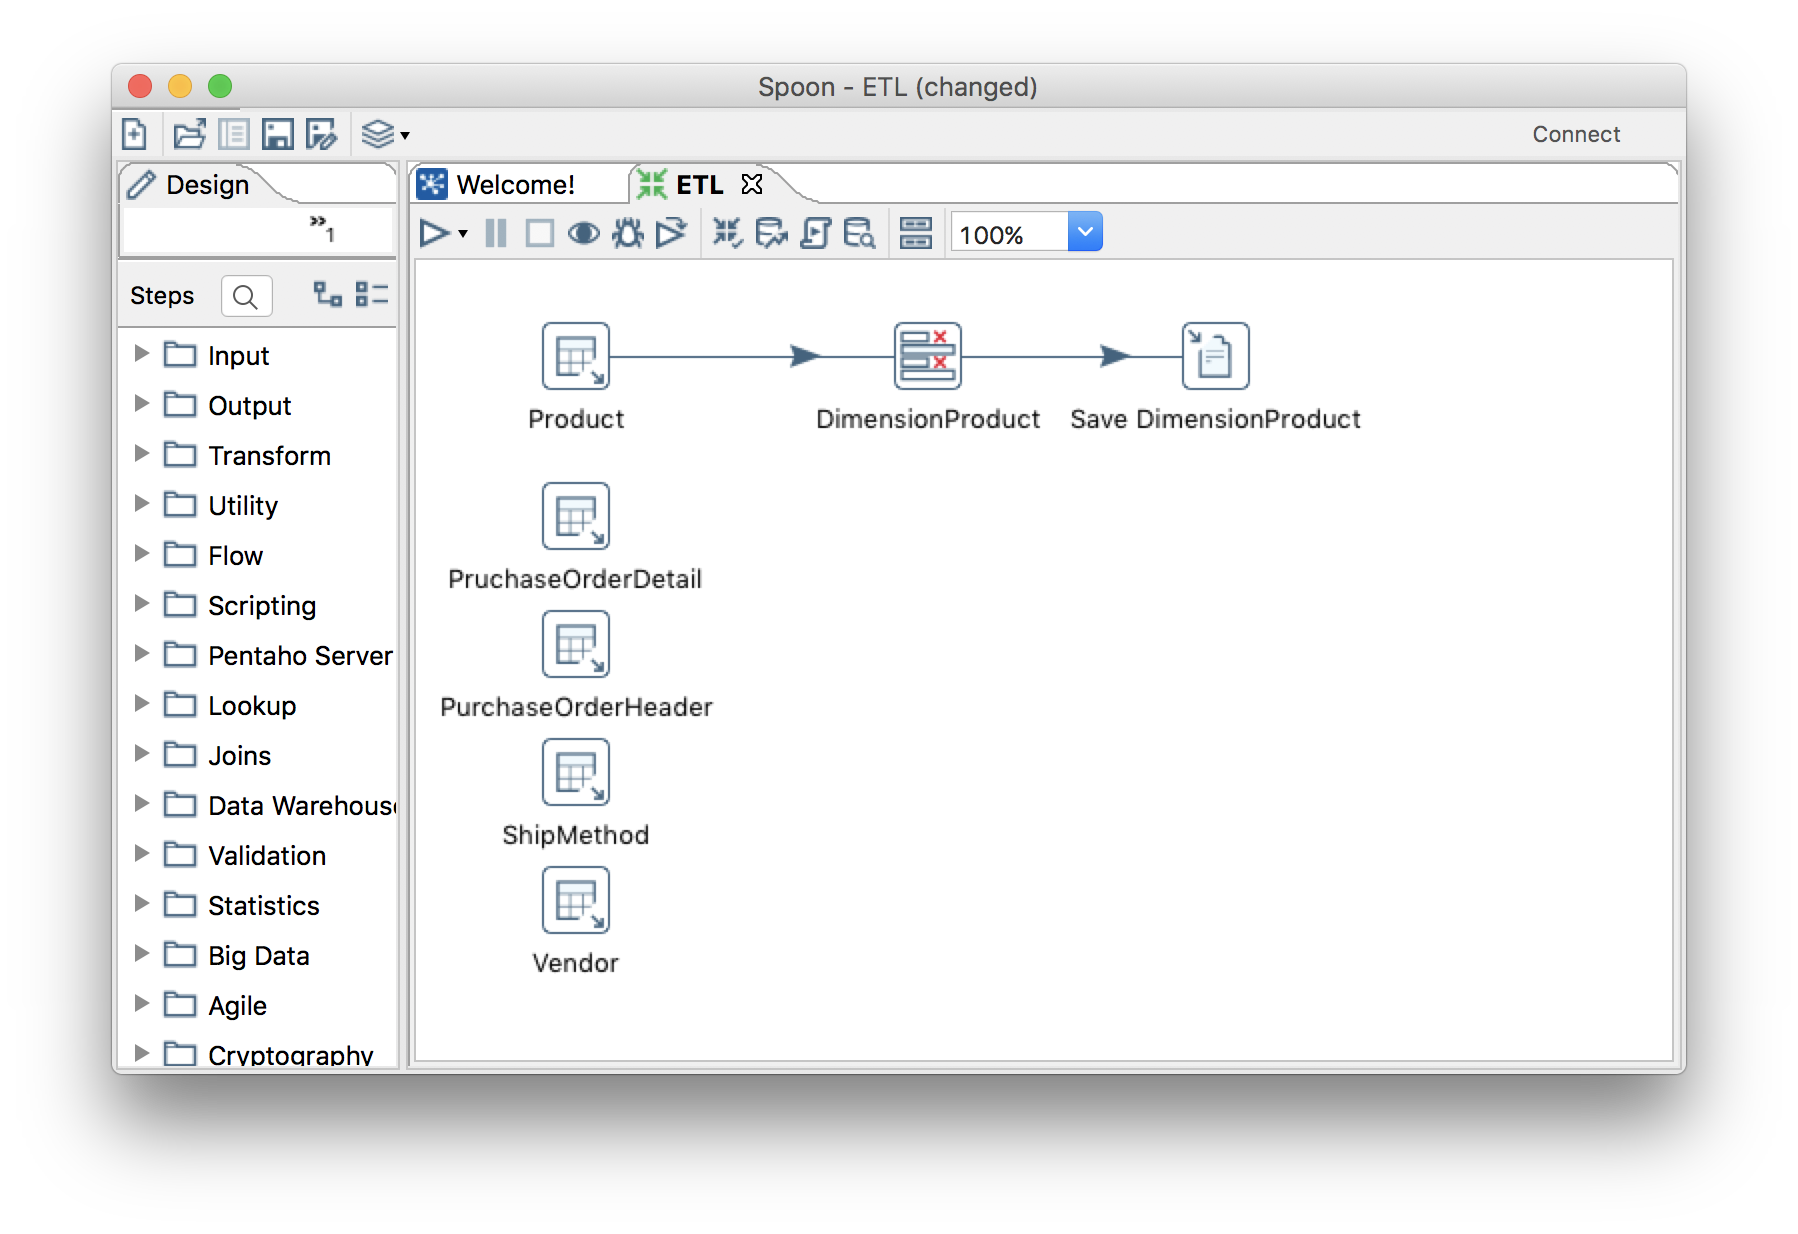 Spoon - ETL (changed)
Connect
Design
Welcome!
ETL
»1
100%
Steps
Input
Output
Transform
Utility
Flow
Scripting
Pentaho Server
Lookup
Joins
Data Warehous
Validation
Statistics
Big Data
Agile
Cryptography
Product
DimensionProduct
Save DimensionProduct
PruchaseOrderDetail
PurchaseOrderHeader
ShipMethod
Vendor